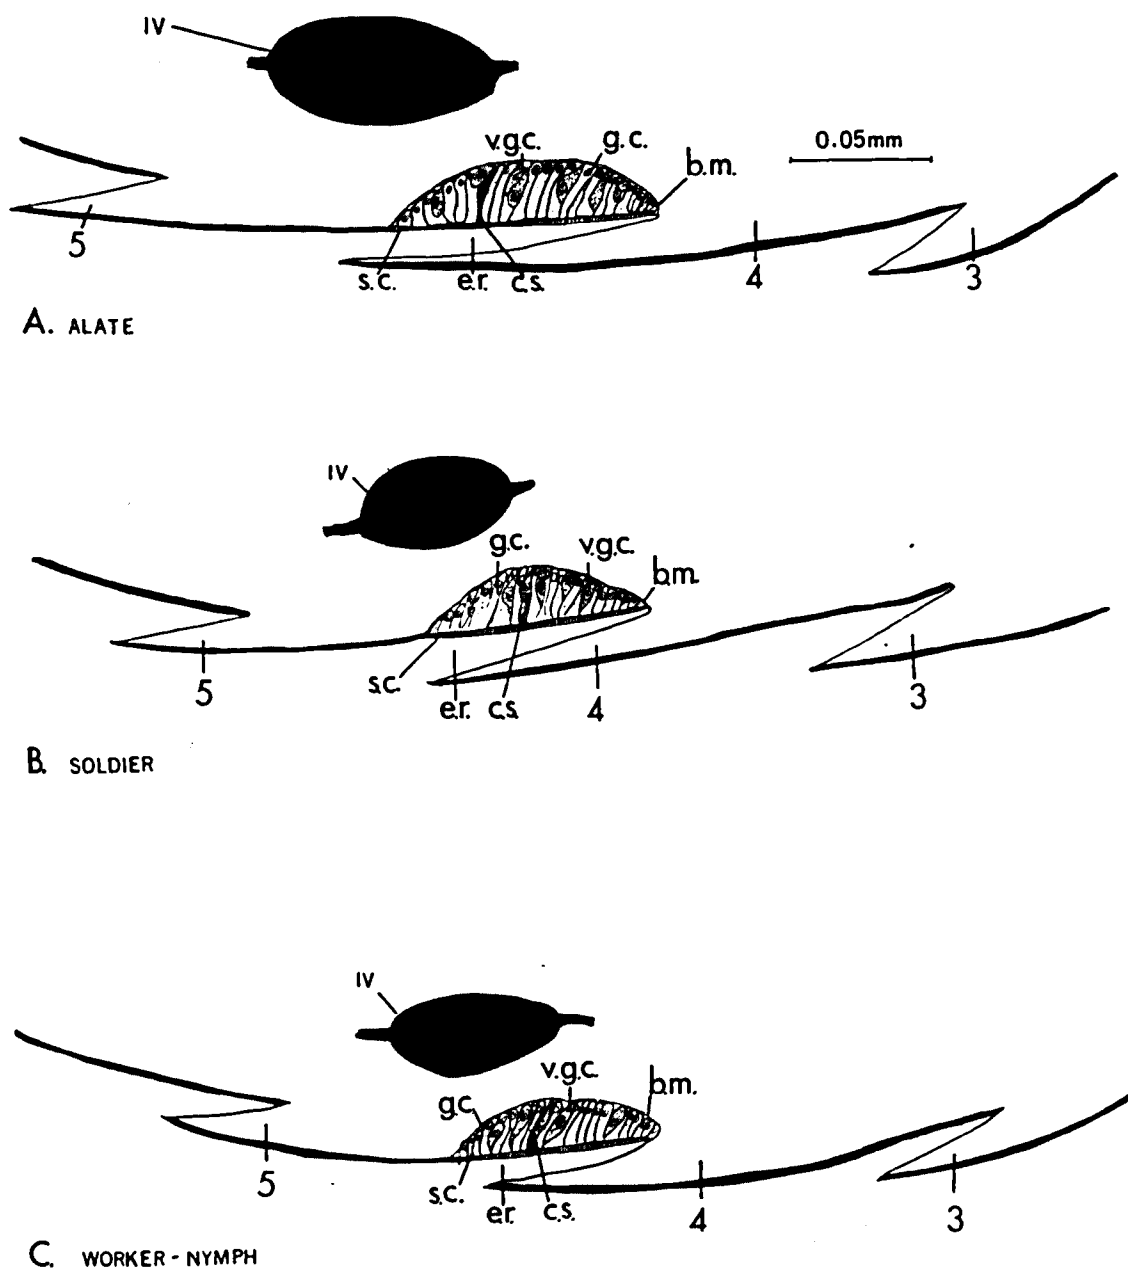 IV
v.g.c. g.c. 0.05mm
b.m.
5 4 3
s.c. e.r. c.s.
A. ALATE
IV
g.c. v.g.c.
b.m.
s.c. 5 e.r. c.s. 4 3
B. SOLDIER
IV
v.g.c.
g.c. b.m.
5 s.c. e.r. c.s. 4 3
C. WORKER - NYMPH